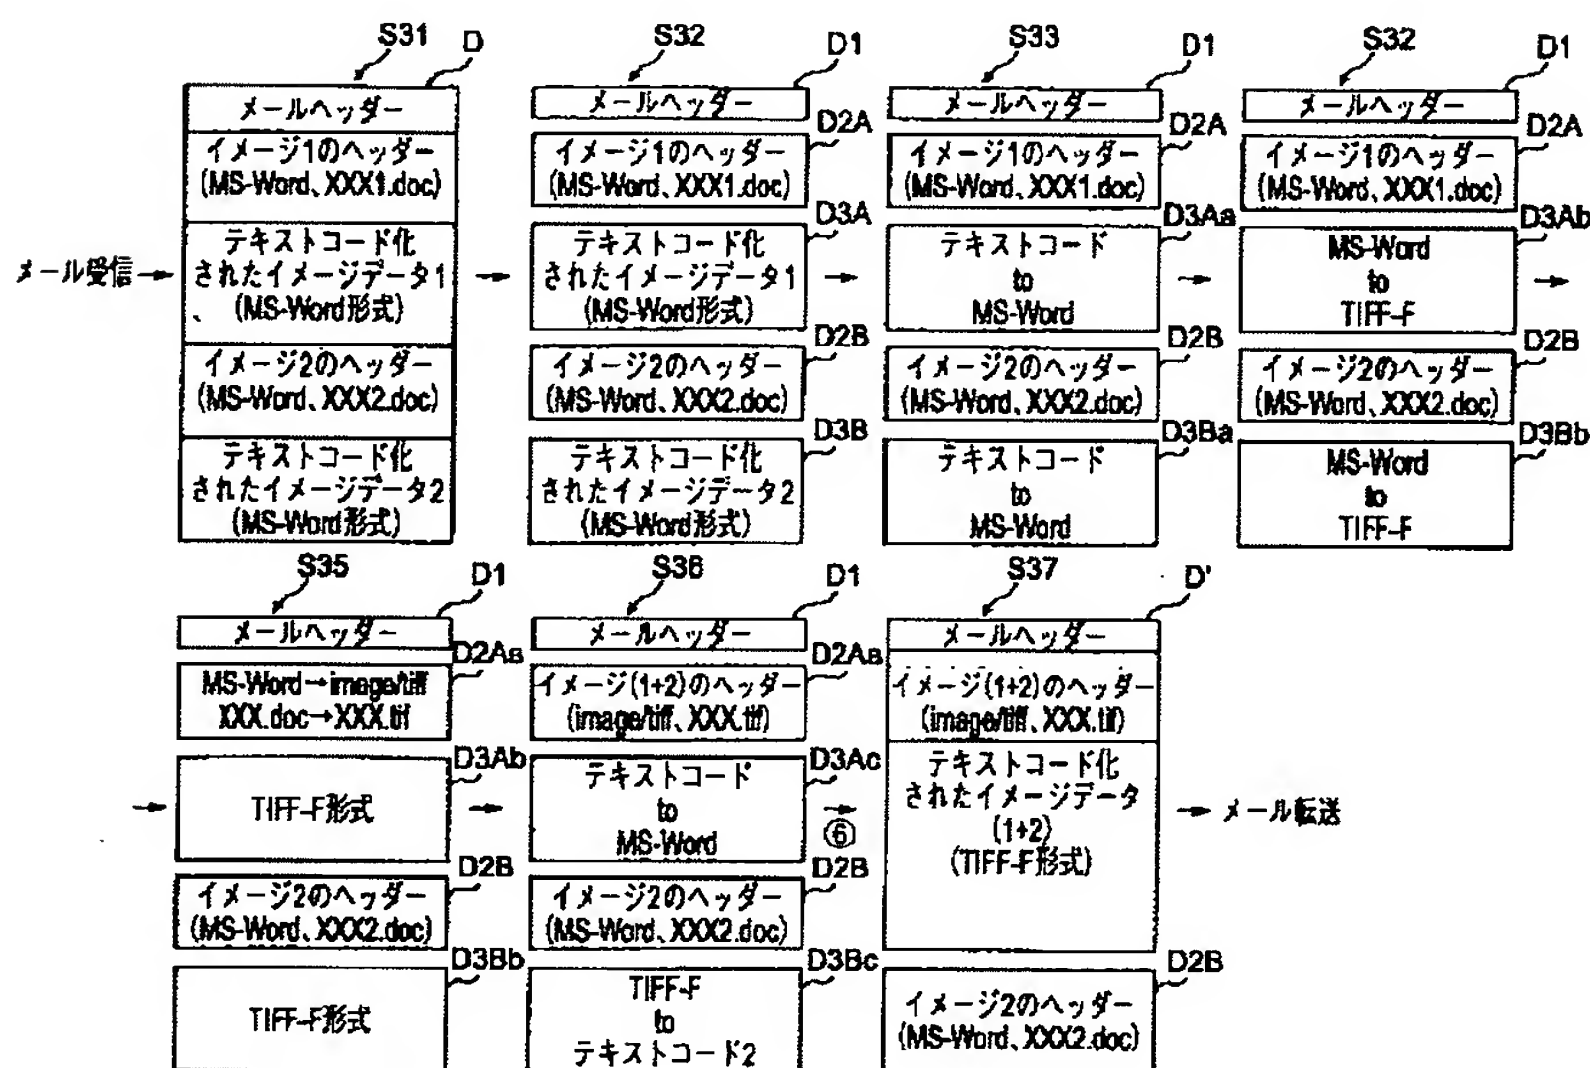 S31
D
メールヘッダー
イメージ1のヘッダー
(MS-Word、XXX1.doc)
テキストコード化
されたイメージデータ1
、 (MS-Word形式)
イメージ2のヘッダー
(MS-Word、XXX2.doc)
テキストコード化
されたイメージデータ2
(MS-Word形式)
メール受信→
→
S32
D1
メールヘッダー
D2A
イメージ1のヘッダー
(MS-Word、XXX1.doc)
D3A
テキストコード化
されたイメージデータ1
(MS-Word形式)
D2B
イメージ2のヘッダー
(MS-Word、XXX2.doc)
D3B
テキストコード化
されたイメージデータ2
(MS-Word形式)
→
S33
D1
メールヘッダー
D2A
イメージ1のヘッダー
(MS-Word、XXX1.doc)
D3Aa
テキストコード
to
MS-Word
D2B
イメージ2のヘッダー
(MS-Word、XXX2.doc)
D3Ba
テキストコード
to
MS-Word
→
S32
D1
メールヘッダー
D2A
イメージ1のヘッダー
(MS-Word、XXX1.doc)
D3Ab
MS-Word
to
TIFF-F
D2B
イメージ2のヘッダー
(MS-Word、XXX2.doc)
D3Bb
MS-Word
to
TIFF-F
→
→
S35
D1
メールヘッダー
D2Aa
MS-Word→image/tiff
XXX.doc→XXX.tif
D3Ab
TIFF-F形式
D2B
イメージ2のヘッダー
(MS-Word、XXX2.doc)
D3Bb
TIFF-F形式
→
S36
D1
メールヘッダー
D2Aa
イメージ(1+2)のヘッダー
(image/tiff、XXX.tif)
D3Ac
テキストコード
to
MS-Word
D2B
イメージ2のヘッダー
(MS-Word、XXX2.doc)
D3Bc
TIFF-F
to
テキストコード2
→
⑥
S37
D'
メールヘッダー
イメージ(1+2)のヘッダー
(image/tiff、XXX.tif)
テキストコード化
されたイメージデータ
(1+2)
(TIFF-F形式)
D2B
イメージ2のヘッダー
(MS-Word、XXX2.doc)
→ メール転送